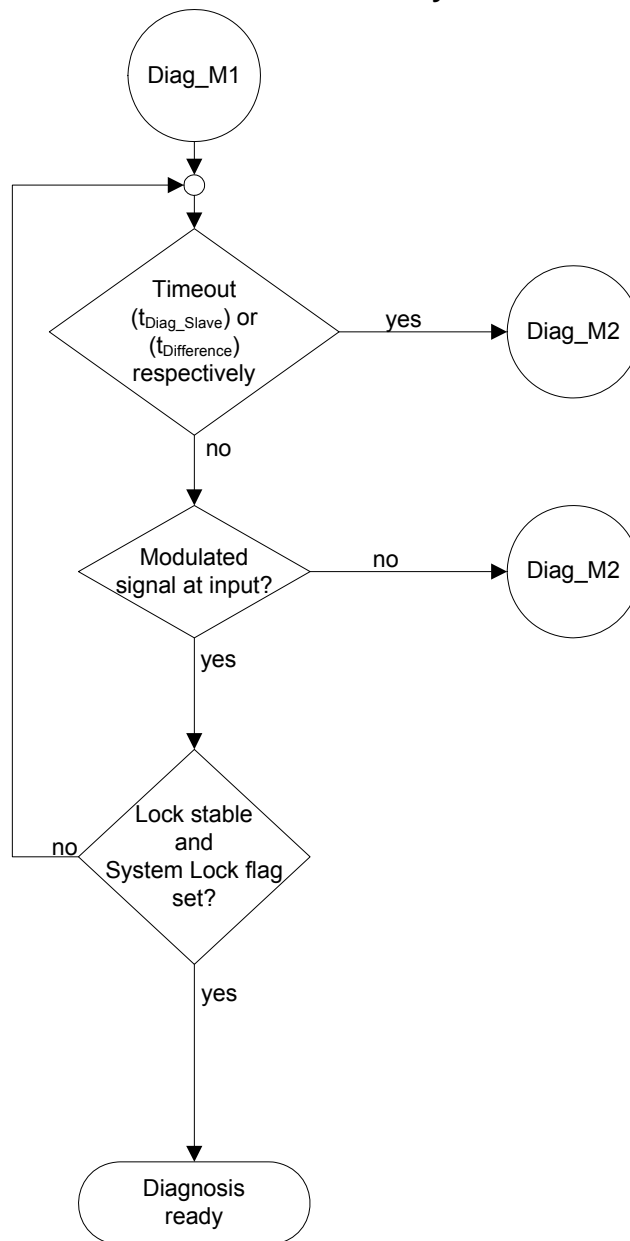 Diag_M1
Timeout
(tDiag_Slave) or
(tDifference)
respectively
yes
Diag_M2
no
Modulated
signal at input?
no
Diag_M2
yes
Lock stable
and
System Lock flag
set?
no
yes
Diagnosis
ready